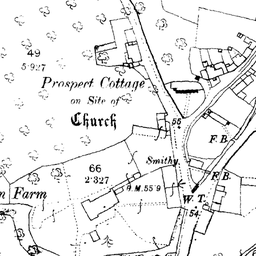 49
5·927
Prospect Cottage
on Site of
Church
56
F.B.
Smithy
66
2·327
B.M. 55·9
F.B.
W.T.
54
Farm